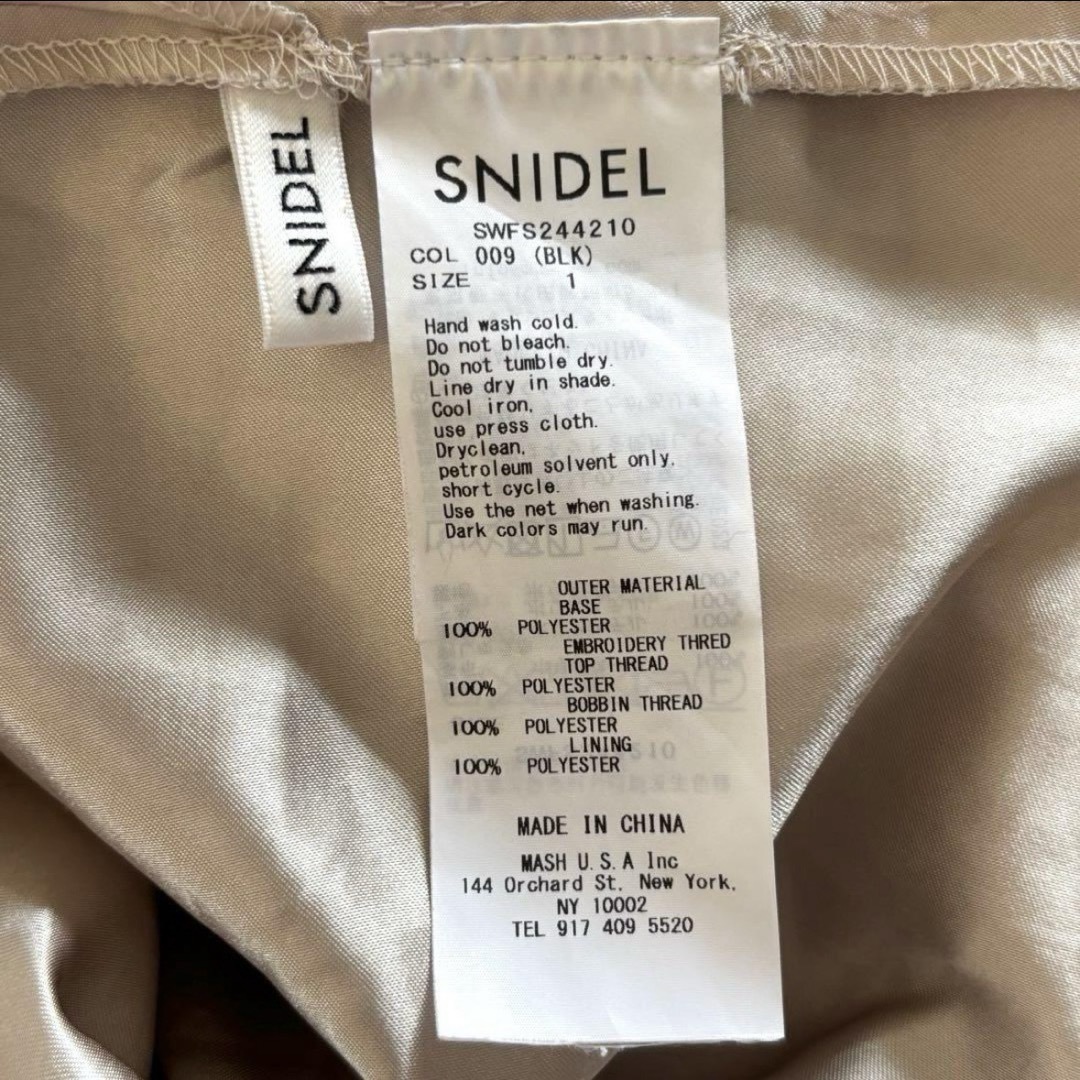 SNIDEL
SNIDEL
SWFS244210
COL 009 (BLK)
SIZE 1
Hand wash cold.
Do not bleach.
Do not tumble dry.
Line dry in shade.
Cool iron,
use press cloth.
Dryclean,
petroleum solvent only.
short cycle.
Use the net when washing.
Dark colors may run.
OUTER MATERIAL
BASE
100% POLYESTER
EMBROIDERY THRED
TOP THREAD
100% POLYESTER
BOBBIN THREAD
100% POLYESTER
LINING
100% POLYESTER
MADE IN CHINA
MASH U.S.A Inc
144 Orchard St. New York,
NY 10002
TEL 917 409 5520